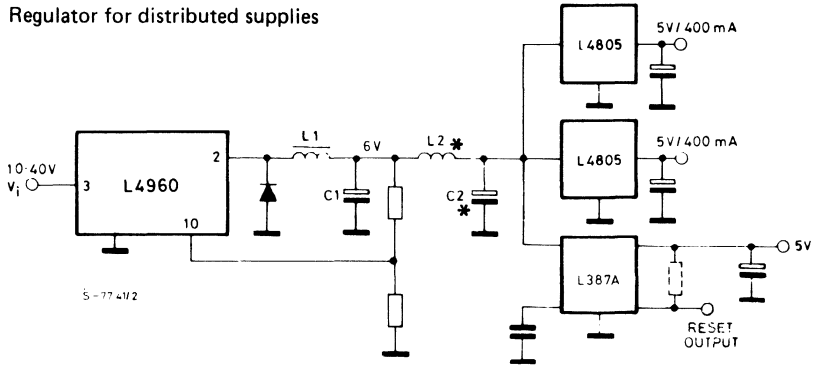 Regulator for distributed supplies
L4805
5V/400 mA
10-40V
Vi
3
L4960
2
10
L1
6V
C1
L2 *
C2
*
L4805
5V/400 mA
L387A
5V
RESET
OUTPUT
S-7741/2